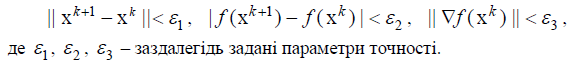 || x^{k+1} − x^k || < ε₁ , | f(x^{k+1}) − f(x^k) | < ε₂ , || ∇f(x^k) || < ε₃ ,
де ε₁, ε₂, ε₃ – заздалегідь задані параметри точності.